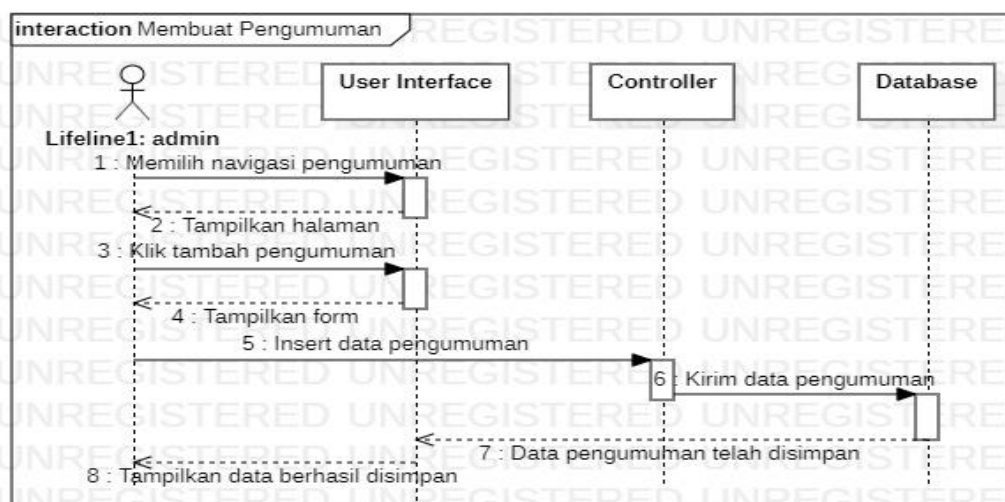 interaction Membuat Pengumuman
User Interface
Controller
Database
Lifeline1: admin
1 : Memilih navigasi pengumuman
2 : Tampilkan halaman
3 : Klik tambah pengumuman
4 : Tampilkan form
5 : Insert data pengumuman
6 : Kirim data pengumuman
7 : Data pengumuman telah disimpan
8 : Tampilkan data berhasil disimpan
UNREGISTERED